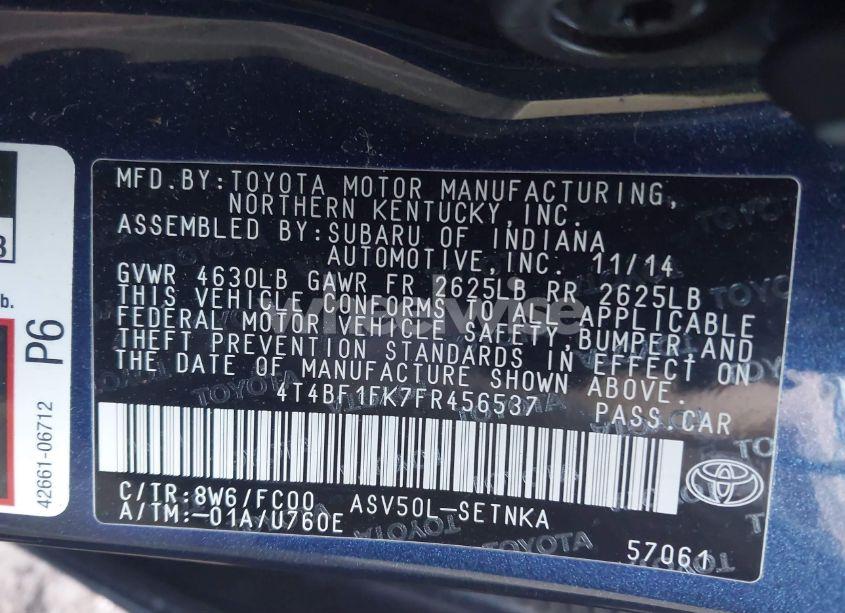 MFD.BY:TOYOTA MOTOR MANUFACTURING,
NORTHERN KENTUCKY,INC.
ASSEMBLED BY:SUBARU OF INDIANA
AUTOMOTIVE,INC. 11/14
GVWR 4630LB GAWR FR 2625LB RR 2625LB
THIS VEHICLE CONFORMS TO ALL APPLICABLE
FEDERAL MOTOR VEHICLE SAFETY,BUMPER,AND
THEFT PREVENTION STANDARDS IN EFFECT ON
THE DATE OF MANUFACTURE SHOWN ABOVE.
4T4BF1FK7FR456537 PASS.CAR
C/TR:8W6/FC00 ASV50L-SETNKA
A/TM:-01A/U760E
57061
TOYOTA
P6
42661-06712
b.